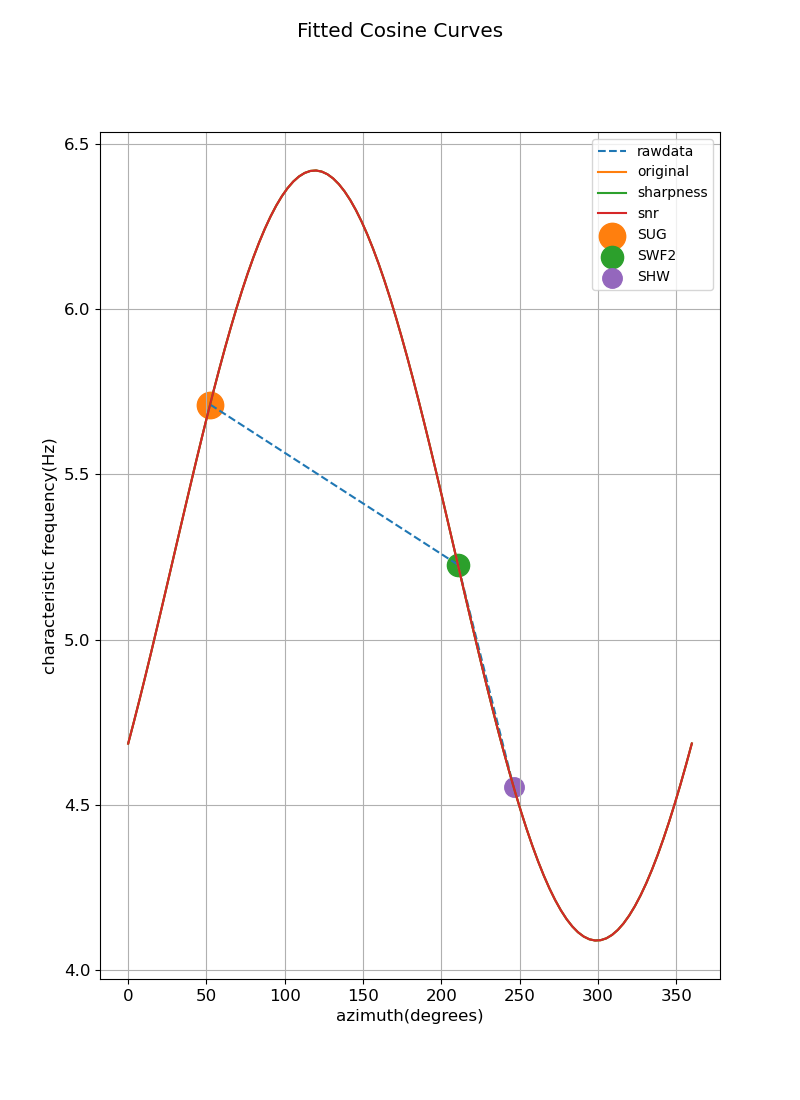 Fitted Cosine Curves
rawdata
original
sharpness
snr
SUG
SWF2
SHW
characteristic frequency(Hz)
6.5
6.0
5.5
5.0
4.5
4.0
0 50 100 150 200 250 300 350
azimuth(degrees)